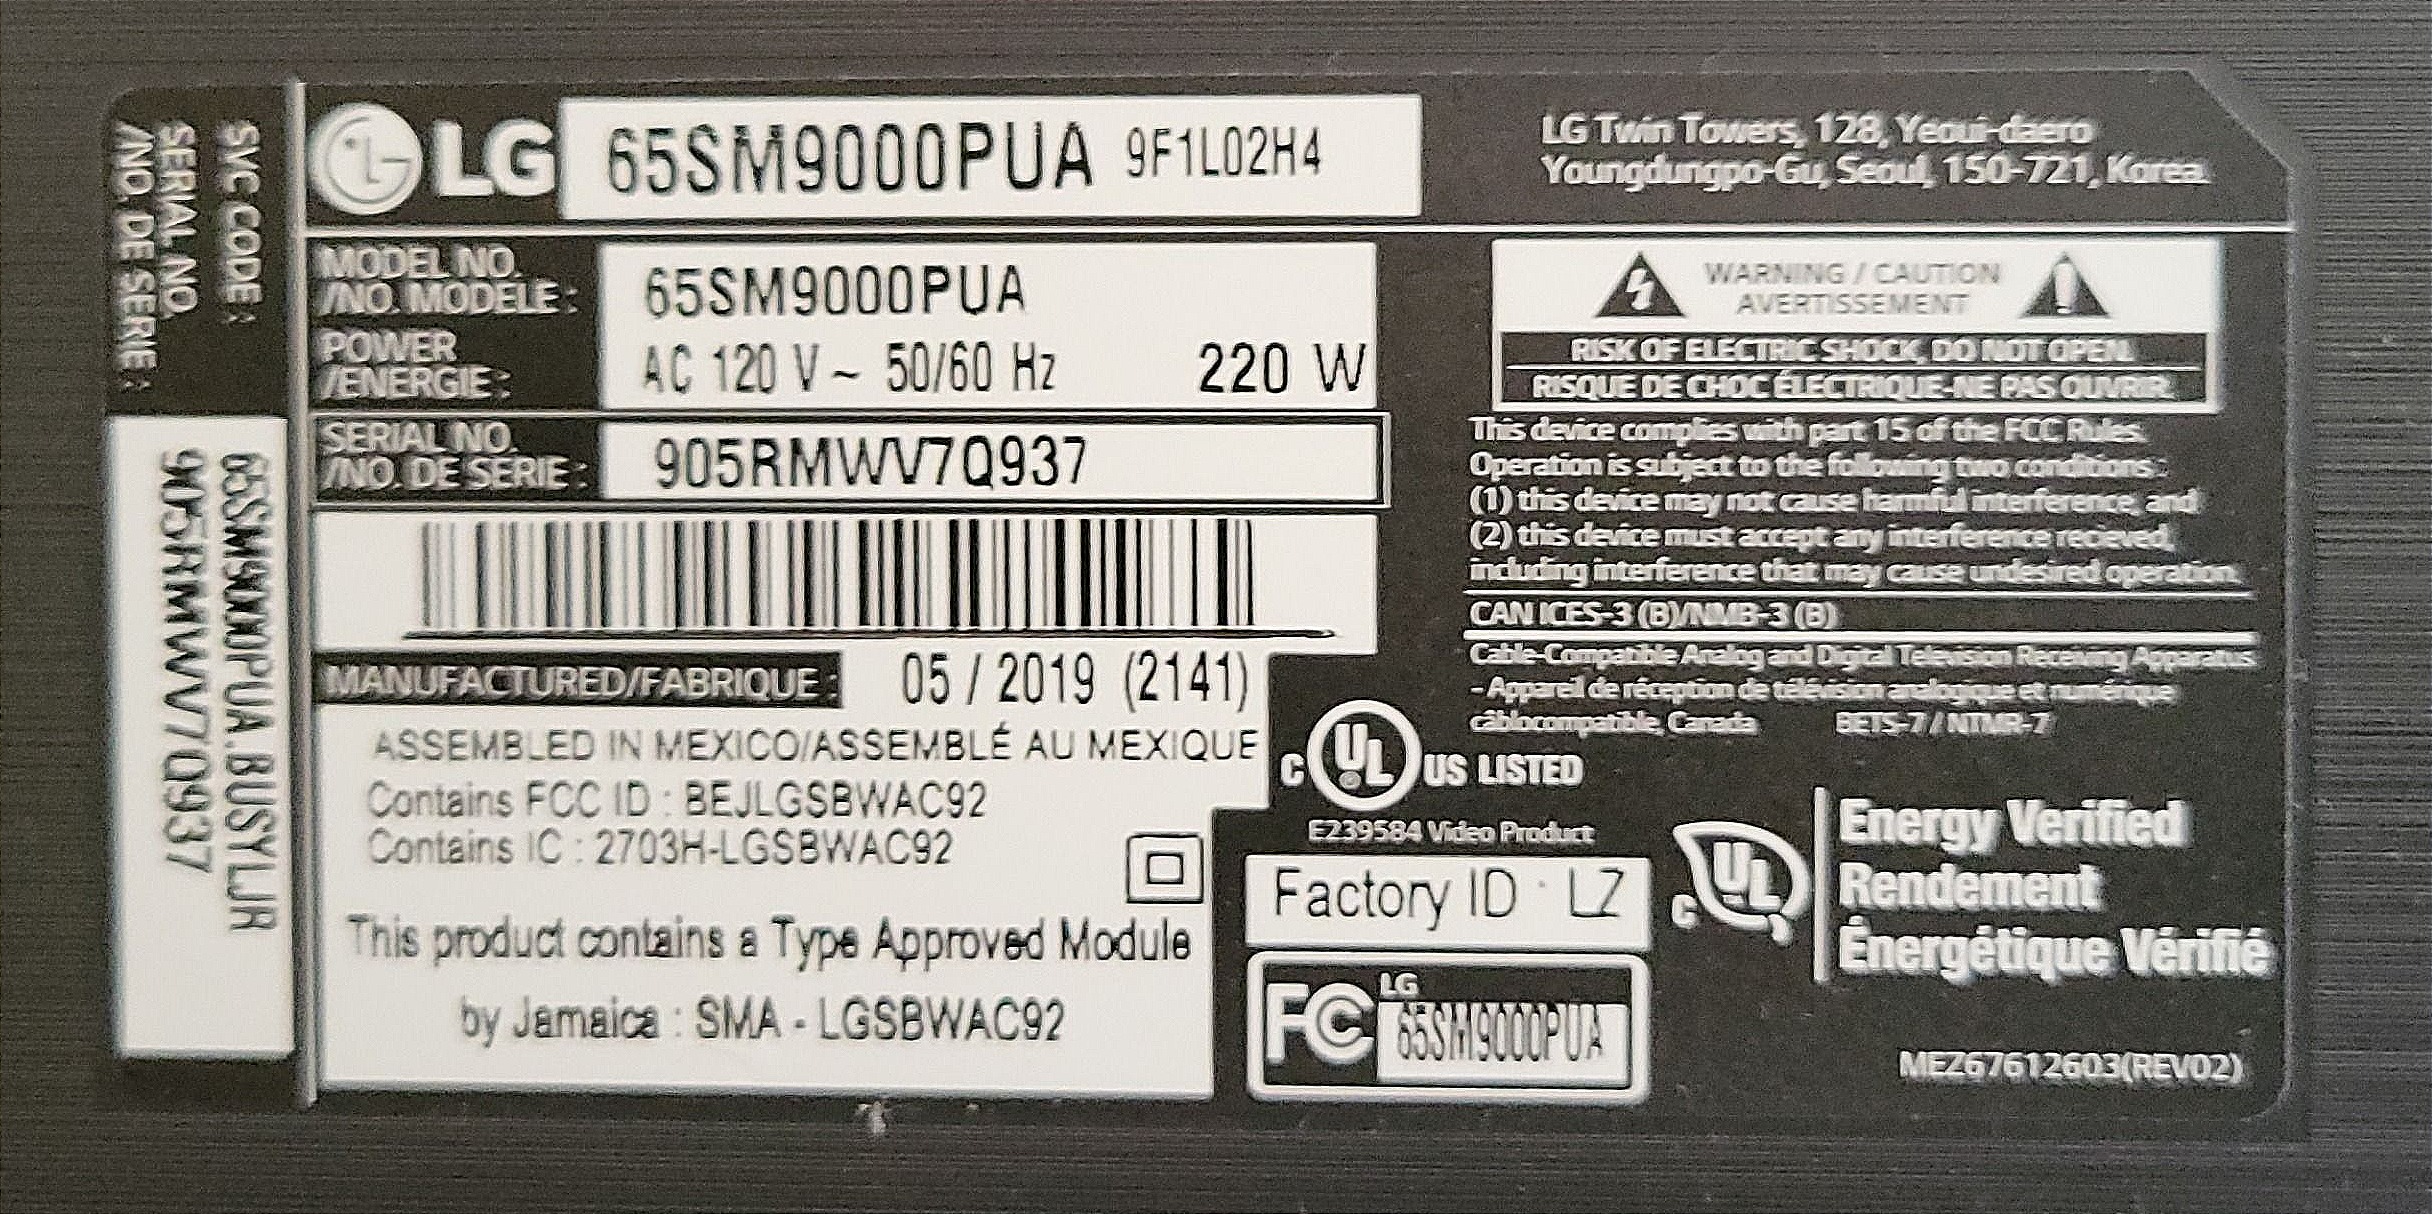 SVC CODE :
SERIAL NO.
/NO. DE SERIE :
65SM9000PUA.BUSYLJR
905RMWV7Q937
LG 65SM9000PUA 9F1L02H4
LG Twin Towers, 128, Yeoui-daero
Youngdungpo-Gu, Seoul, 150-721, Korea.
MODEL NO.
/NO. MODELE : 65SM9000PUA
POWER
/ENERGIE : AC 120 V ~ 50/60 Hz 220 W
SERIAL NO.
/NO. DE SERIE : 905RMWV7Q937
MANUFACTURED/FABRIQUE : 05 / 2019 (2141)
ASSEMBLED IN MEXICO/ASSEMBLÉ AU MEXIQUE
Contains FCC ID : BEJLGSBWAC92
Contains IC : 2703H-LGSBWAC92
This product contains a Type Approved Module
by Jamaica : SMA - LGSBWAC92
WARNING / CAUTION
AVERTISSEMENT
RISK OF ELECTRIC SHOCK, DO NOT OPEN.
RISQUE DE CHOC ÉLECTRIQUE-NE PAS OUVRIR.
This device complies with part 15 of the FCC Rules.
Operation is subject to the following two conditions :
(1) this device may not cause harmful interference, and
(2) this device must accept any interference recieved,
including interference that may cause undesired operation.
CAN ICES-3 (B)/NMB-3 (B)
Cable-Compatible Analog and Digital Television Receiving Apparatus
- Appareil de réception de télévision analogique et numérique
câblocompatible, Canada BETS-7 / NTMR-7
C UL US LISTED
E239584 Video Product
Factory ID : LZ
FC LG
65SM9000PUA
C UL
Energy Verified
Rendement
Énergétique Vérifié
MEZ67612603(REV02)